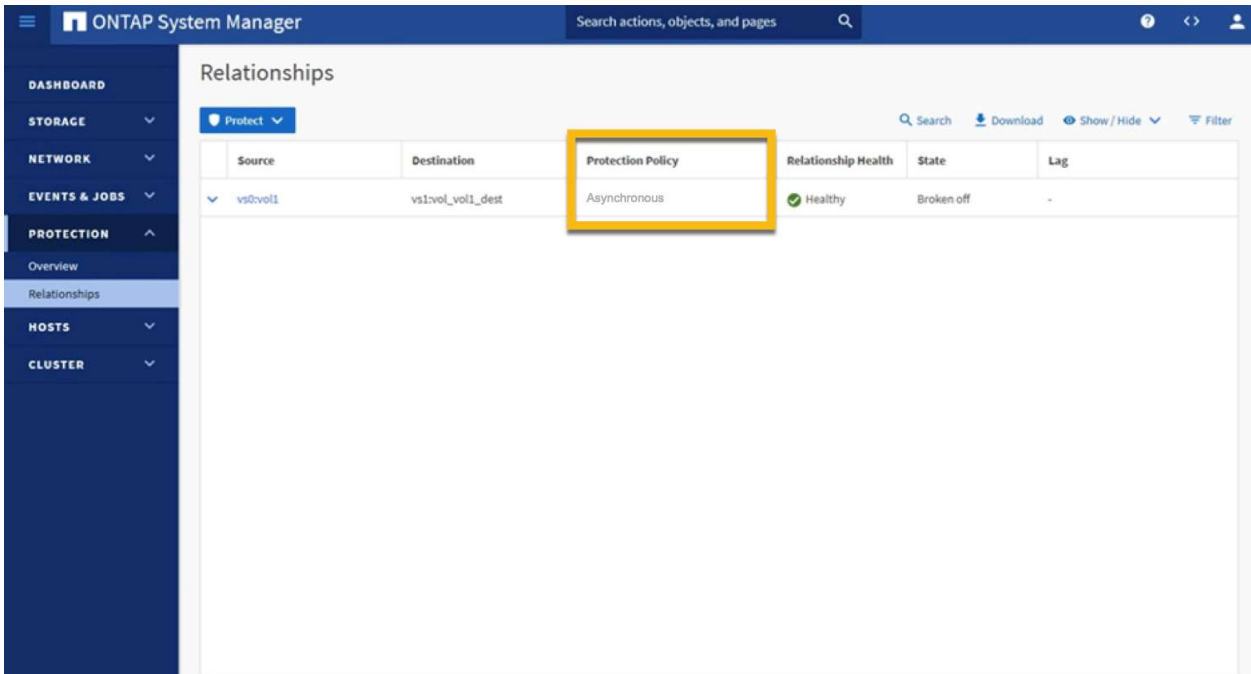 ONTAP System Manager
Search actions, objects, and pages
DASHBOARD
STORAGE
NETWORK
EVENTS & JOBS
PROTECTION
Overview
Relationships
HOSTS
CLUSTER
Relationships
Protect
Search Download Show / Hide Filter
Source Destination Protection Policy Relationship Health State Lag
vs0:vol1 vs1:vol_vol1_dest Asynchronous Healthy Broken off -